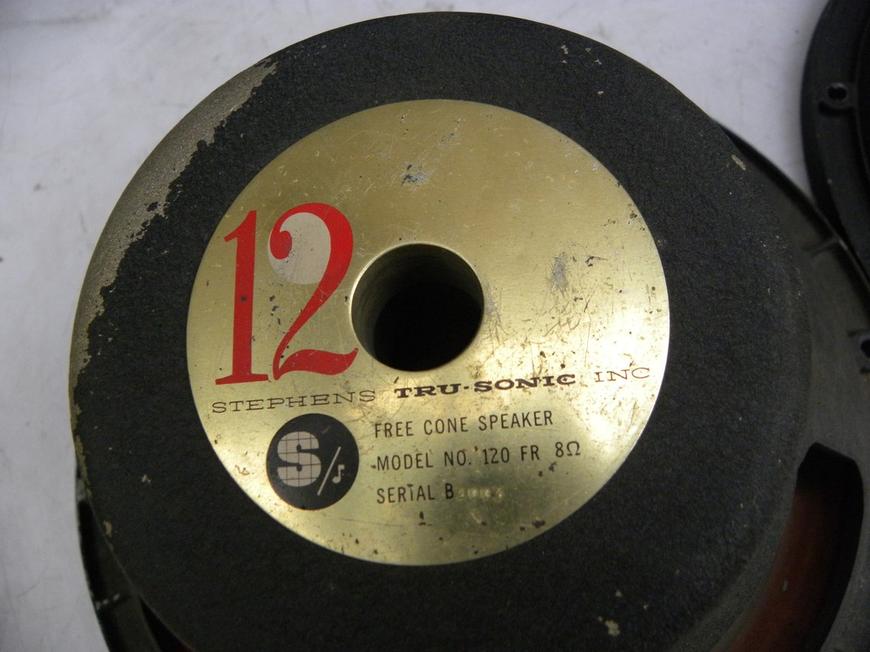 12
STEPHENS TRU-SONIC INC
S/♪
FREE CONE SPEAKER
MODEL NO. 120 FR 8Ω
SERIAL B